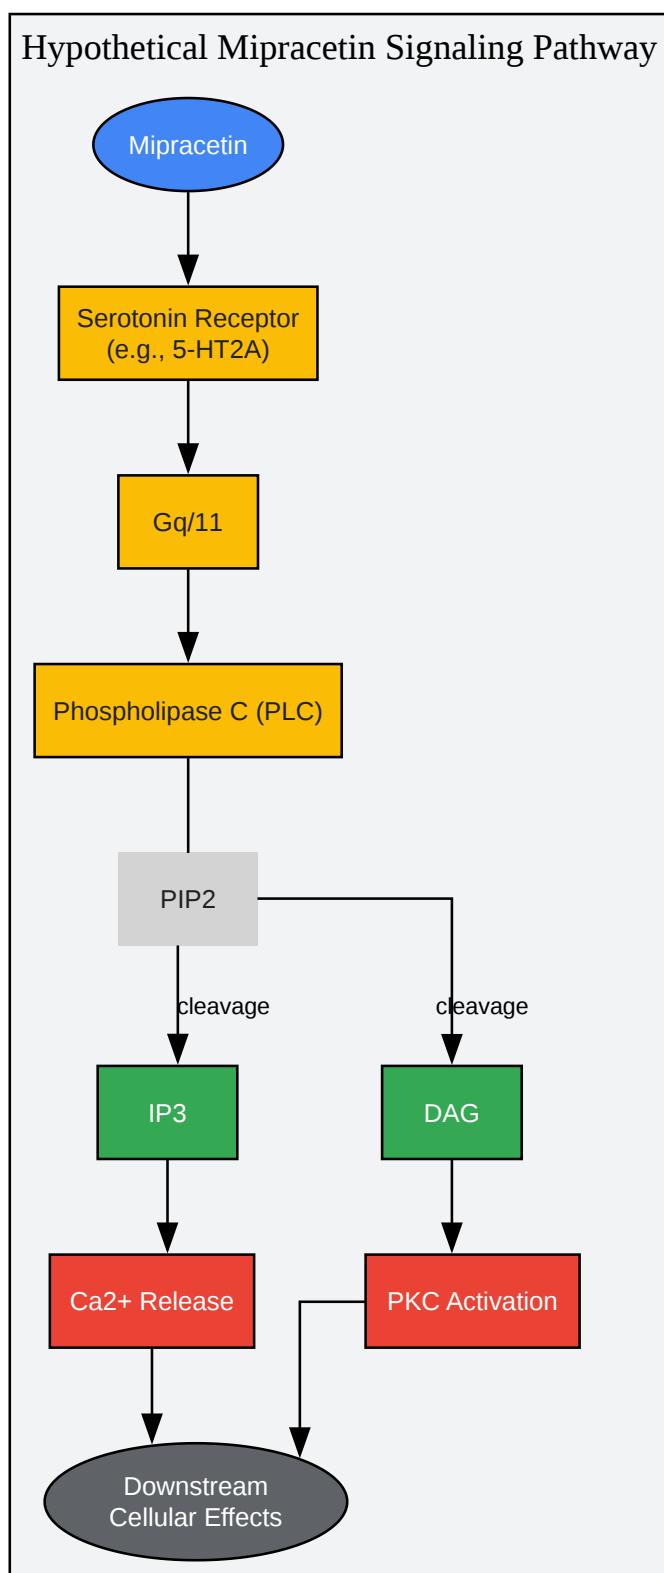 Hypothetical Mipracetin Signaling Pathway
Mipracetin
Serotonin Receptor
(e.g., 5-HT2A)
Gq/11
Phospholipase C (PLC)
PIP2
cleavage
cleavage
IP3
DAG
Ca2+ Release
PKC Activation
Downstream
Cellular Effects